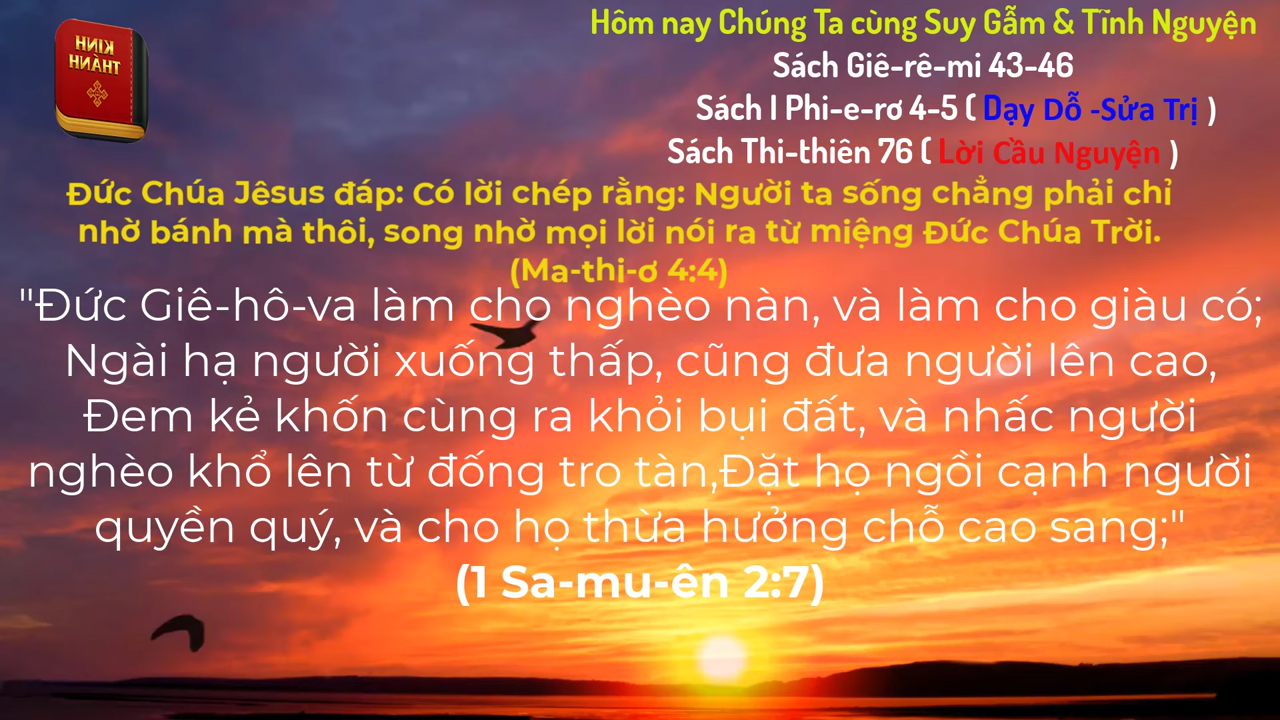 KINH
THÁNH
Hôm nay Chúng Ta cùng Suy Gẫm & Tĩnh Nguyện
Sách Giê-rê-mi 43-46
Sách I Phi-e-rơ 4-5 ( Dạy Dỗ -Sửa Trị )
Sách Thi-thiên 76 ( Lời Cầu Nguyện )
Đức Chúa Jêsus đáp: Có lời chép rằng: Người ta sống chẳng phải chỉ
nhờ bánh mà thôi, song nhờ mọi lời nói ra từ miệng Đức Chúa Trời.
(Ma-thi-ơ 4:4)
"Đức Giê-hô-va làm cho nghèo nàn, và làm cho giàu có;
Ngài hạ người xuống thấp, cũng đưa người lên cao,
Đem kẻ khốn cùng ra khỏi bụi đất, và nhấc người
nghèo khổ lên từ đống tro tàn,Đặt họ ngồi cạnh người
quyền quý, và cho họ thừa hưởng chỗ cao sang;"
(1 Sa-mu-ên 2:7)